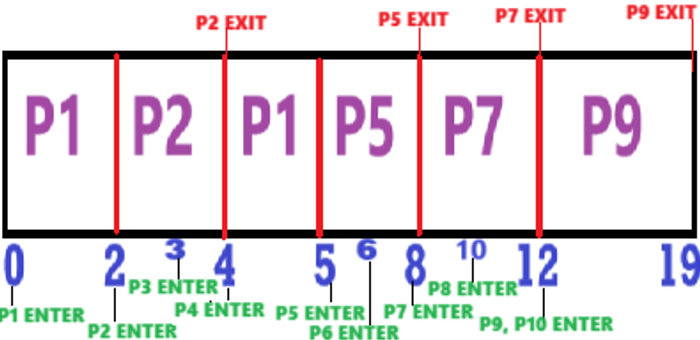 P2 EXIT P5 EXIT P7 EXIT P9 EXIT
P1 P2 P1 P5 P7 P9
0 2 3 4 5 6 8 10 12 19
P3 ENTER P8 ENTER
P1 ENTER P4 ENTER P5 ENTER P7 ENTER
P2 ENTER P6 ENTER P9, P10 ENTER